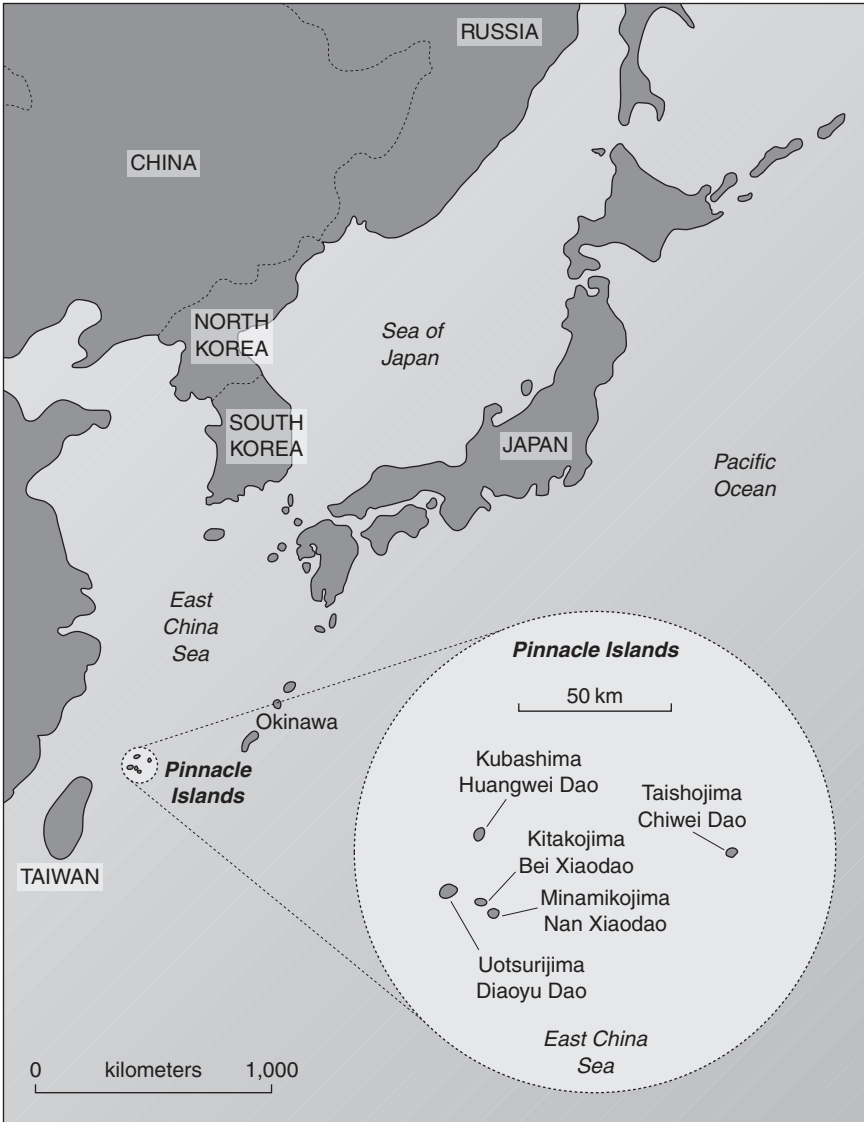 RUSSIA
CHINA
NORTH
KOREA
Sea of
Japan
SOUTH
KOREA
JAPAN
Pacific
Ocean
East
China
Sea
Pinnacle Islands
50 km
Okinawa
Pinnacle
Islands
Kubashima
Huangwei Dao
Taishojima
Chiwei Dao
Kitakojima
Bei Xiaodao
TAIWAN
Minamikojima
Nan Xiaodao
Uotsurijima
Diaoyu Dao
East China
Sea
0 kilometers 1,000